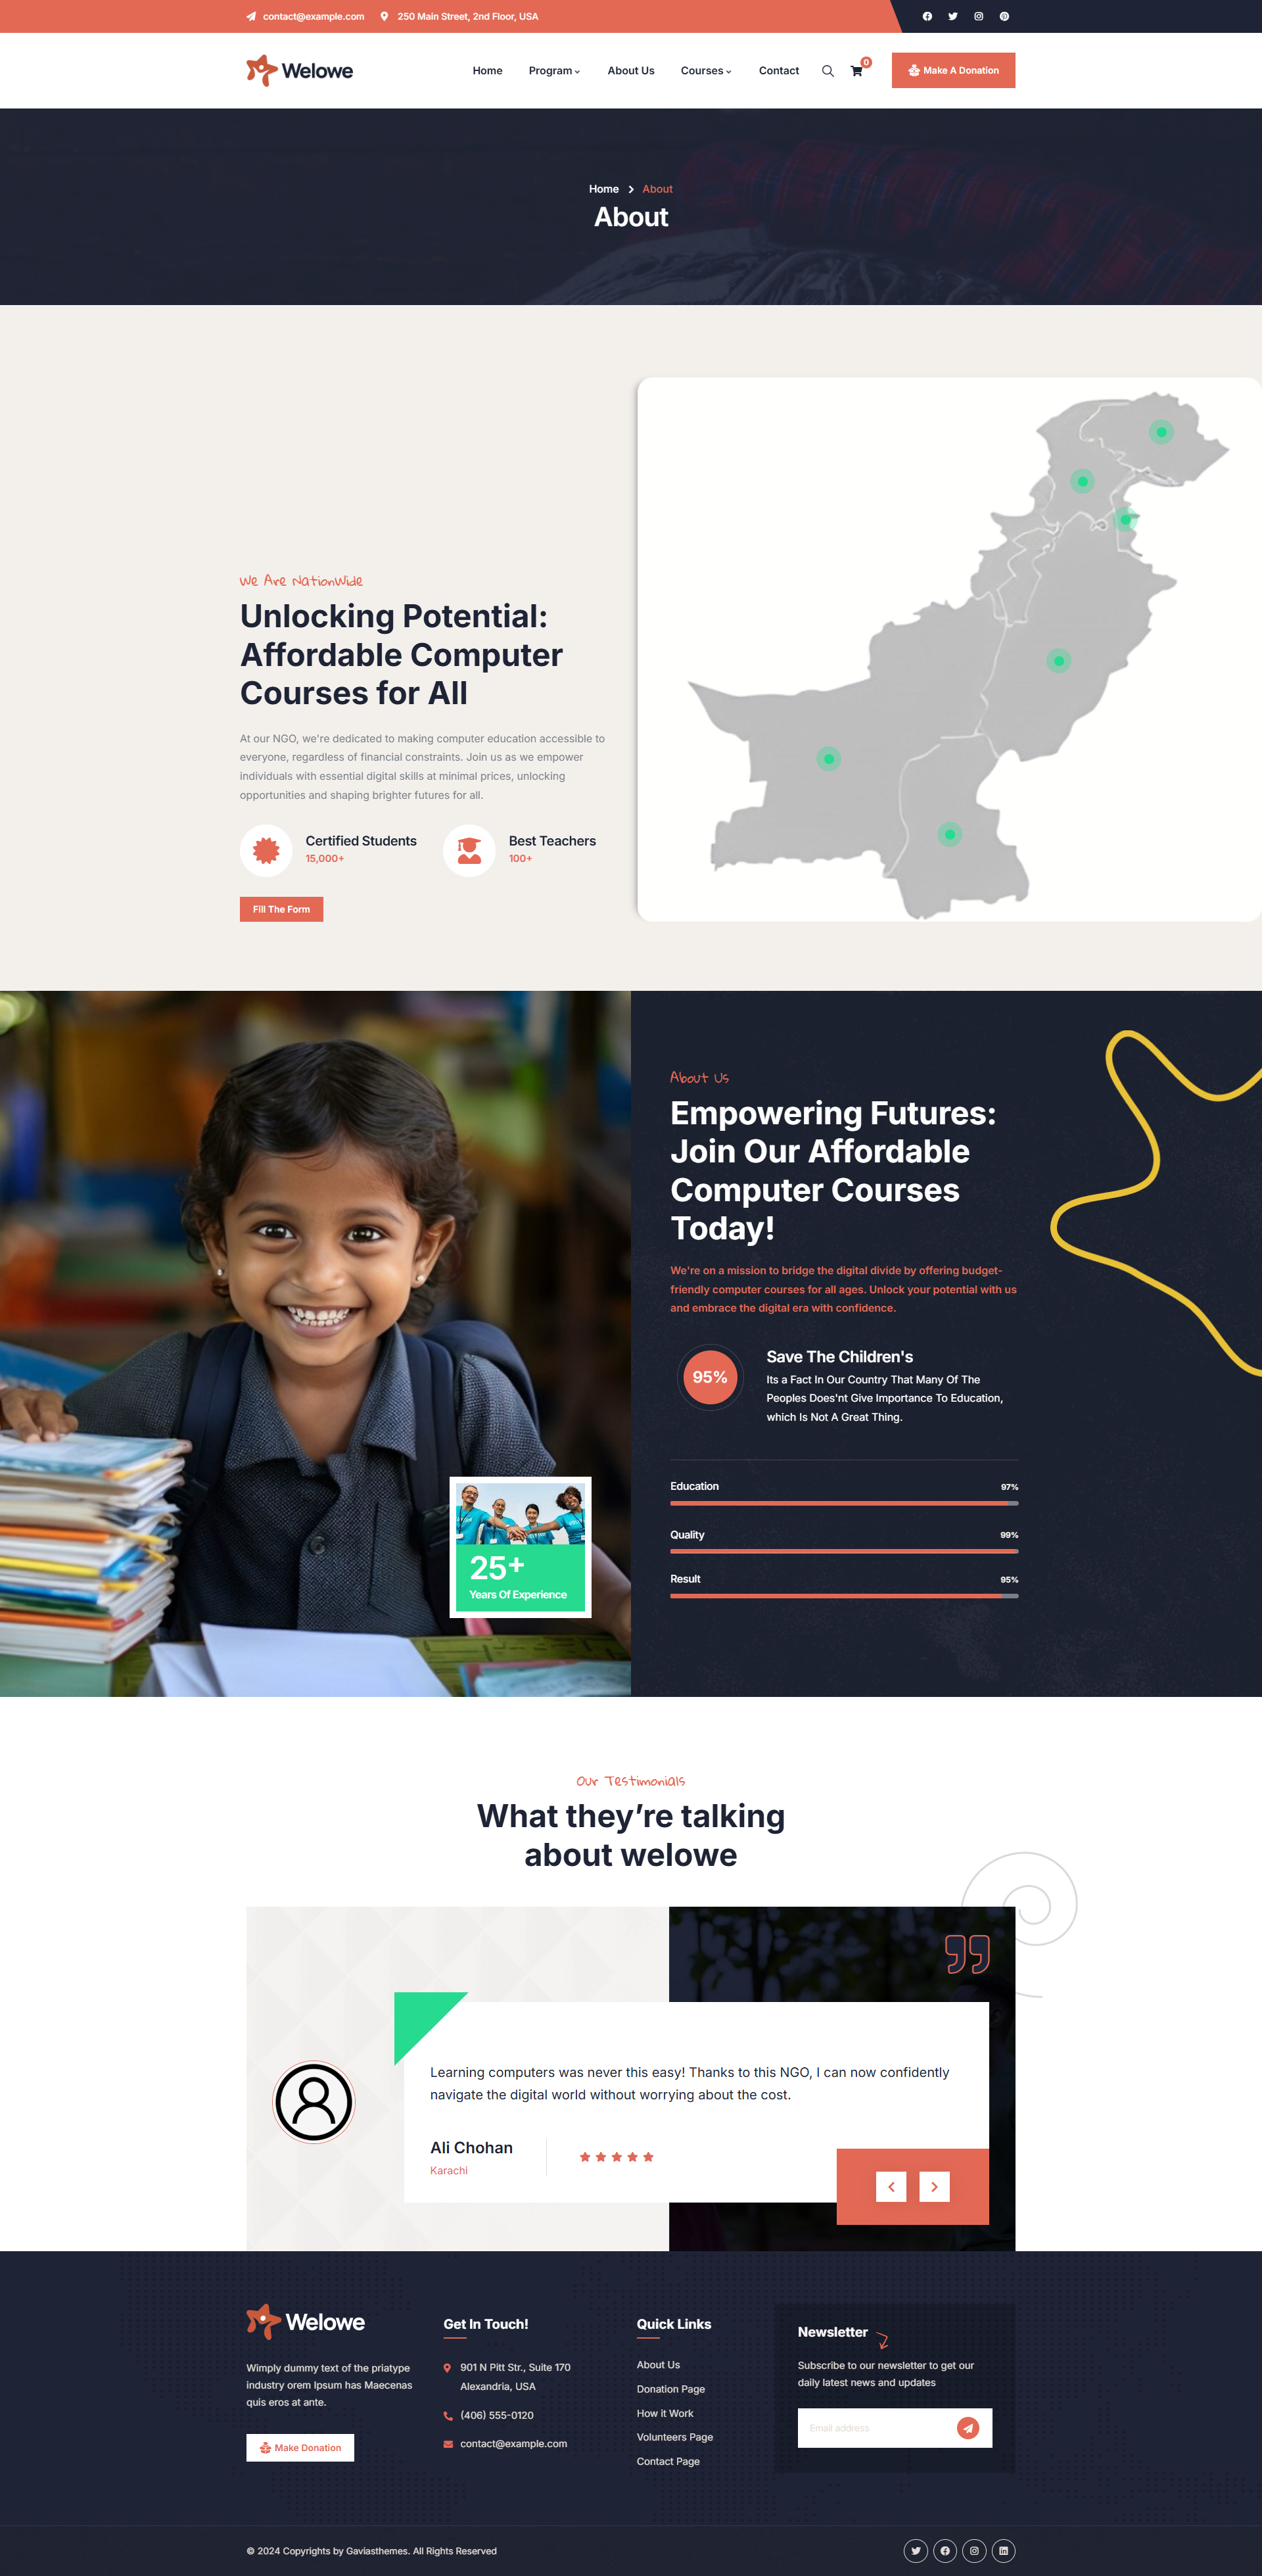 contact@example.com 250 Main Street, 2nd Floor, USA
Welowe
Home Program About Us Courses Contact 0 Make A Donation
Home About
About
We Are NationWide
Unlocking Potential:
Affordable Computer
Courses for All
At our NGO, we're dedicated to making computer education accessible to
everyone, regardless of financial constraints. Join us as we empower
individuals with essential digital skills at minimal prices, unlocking
opportunities and shaping brighter futures for all.
Certified Students
15,000+
Best Teachers
100+
Fill The Form
About Us
Empowering Futures:
Join Our Affordable
Computer Courses
Today!
We're on a mission to bridge the digital divide by offering budget-
friendly computer courses for all ages. Unlock your potential with us
and embrace the digital era with confidence.
95%
Save The Children's
Its a Fact In Our Country That Many Of The
Peoples Does'nt Give Importance To Education,
which Is Not A Great Thing.
Education 97%
Quality 99%
Result 95%
25+
Years Of Experience
Our Testimonials
What they’re talking
about welowe
Learning computers was never this easy! Thanks to this NGO, I can now confidently
navigate the digital world without worrying about the cost.
Ali Chohan
Karachi
Welowe
Wimply dummy text of the priatype
industry orem Ipsum has Maecenas
quis eros at ante.
Make Donation
Get In Touch!
901 N Pitt Str., Suite 170
Alexandria, USA
(406) 555-0120
contact@example.com
Quick Links
About Us
Donation Page
How it Work
Volunteers Page
Contact Page
Newsletter
Subscribe to our newsletter to get our
daily latest news and updates
Email address
© 2024 Copyrights by Gaviasthemes. All Rights Reserved